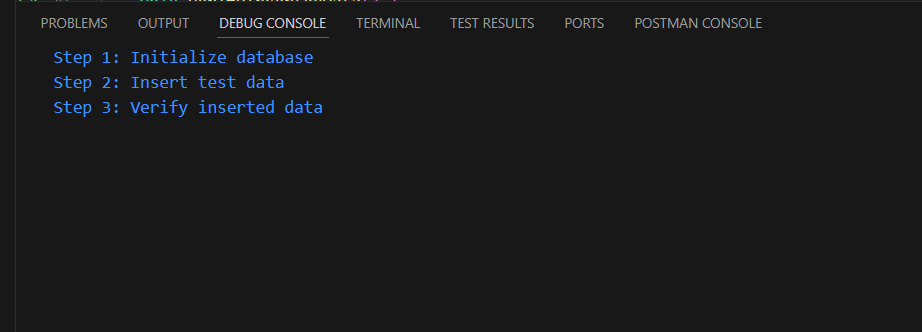 PROBLEMS OUTPUT DEBUG CONSOLE TERMINAL TEST RESULTS PORTS POSTMAN CONSOLE
Step 1: Initialize database
Step 2: Insert test data
Step 3: Verify inserted data